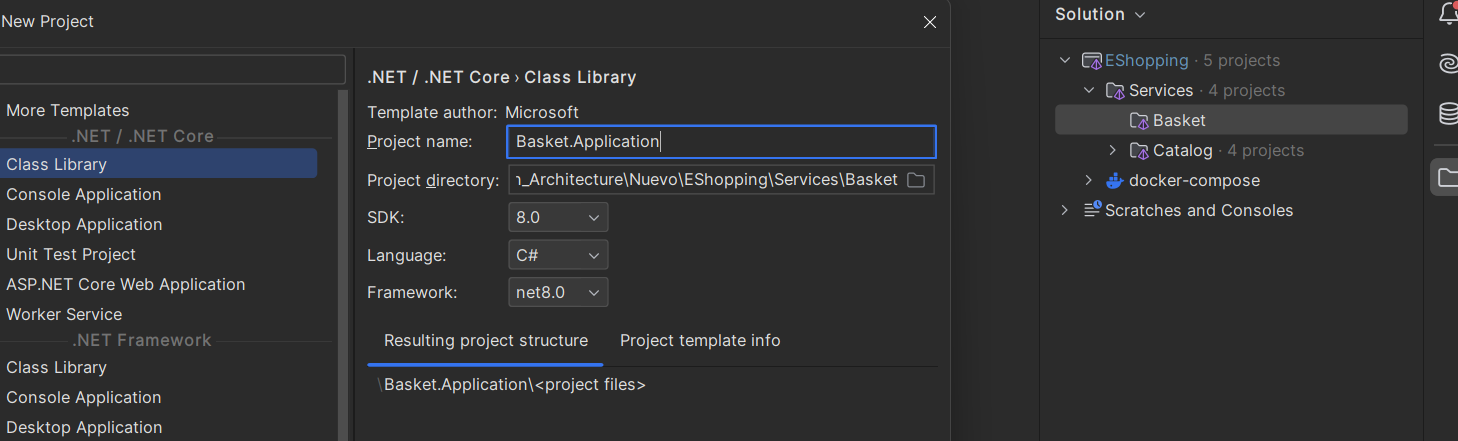 New Project
More Templates
.NET / .NET Core
Class Library
Console Application
Desktop Application
Unit Test Project
ASP.NET Core Web Application
Worker Service
.NET Framework
Class Library
Console Application
Desktop Application
.NET / .NET Core › Class Library
Template author: Microsoft
Project name: Basket.Application
Project directory: _Architecture\Nuevo\EShopping\Services\Basket
SDK: 8.0
Language: C#
Framework: net8.0
Resulting project structure Project template info
\Basket.Application\<project files>
Solution
EShopping · 5 projects
Services · 4 projects
Basket
Catalog · 4 projects
docker-compose
Scratches and Consoles